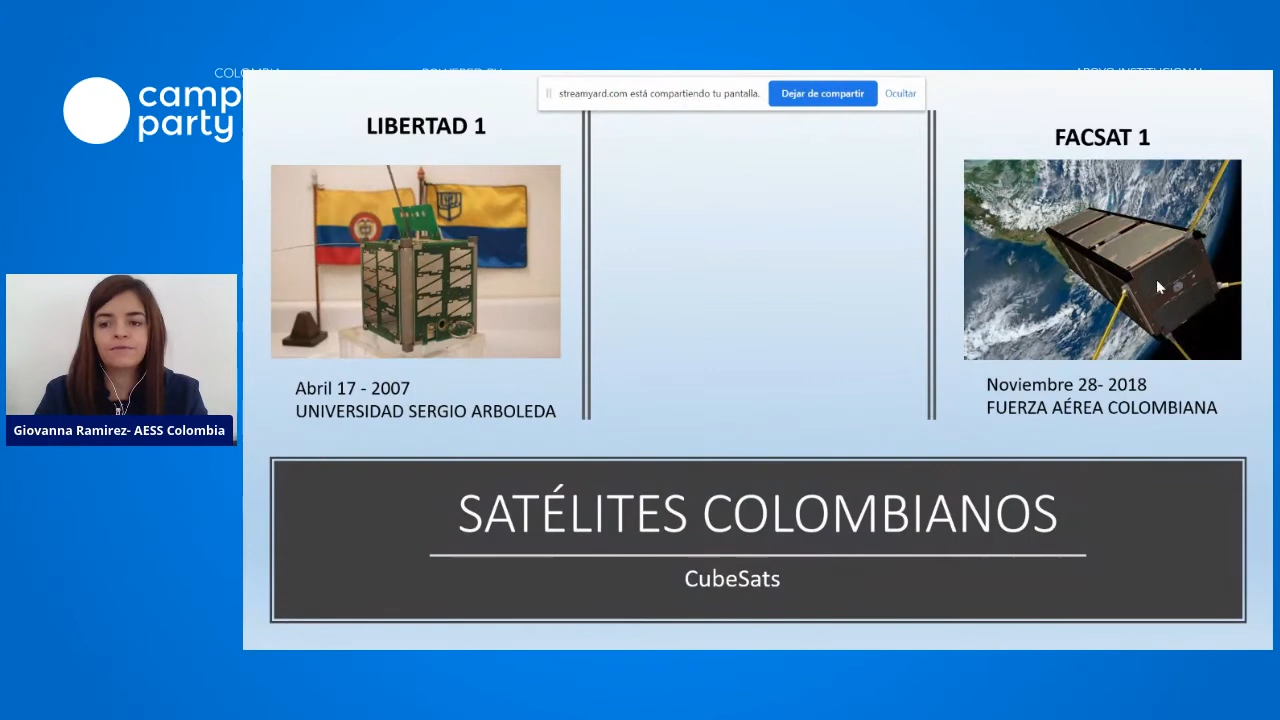 camp
party
streamyard.com está compartiendo tu pantalla.
Dejar de compartir
Ocultar
LIBERTAD 1
FACSAT 1
Abril 17 - 2007
UNIVERSIDAD SERGIO ARBOLEDA
Noviembre 28- 2018
FUERZA AÉREA COLOMBIANA
Giovanna Ramirez- AESS Colombia
SATÉLITES COLOMBIANOS
CubeSats